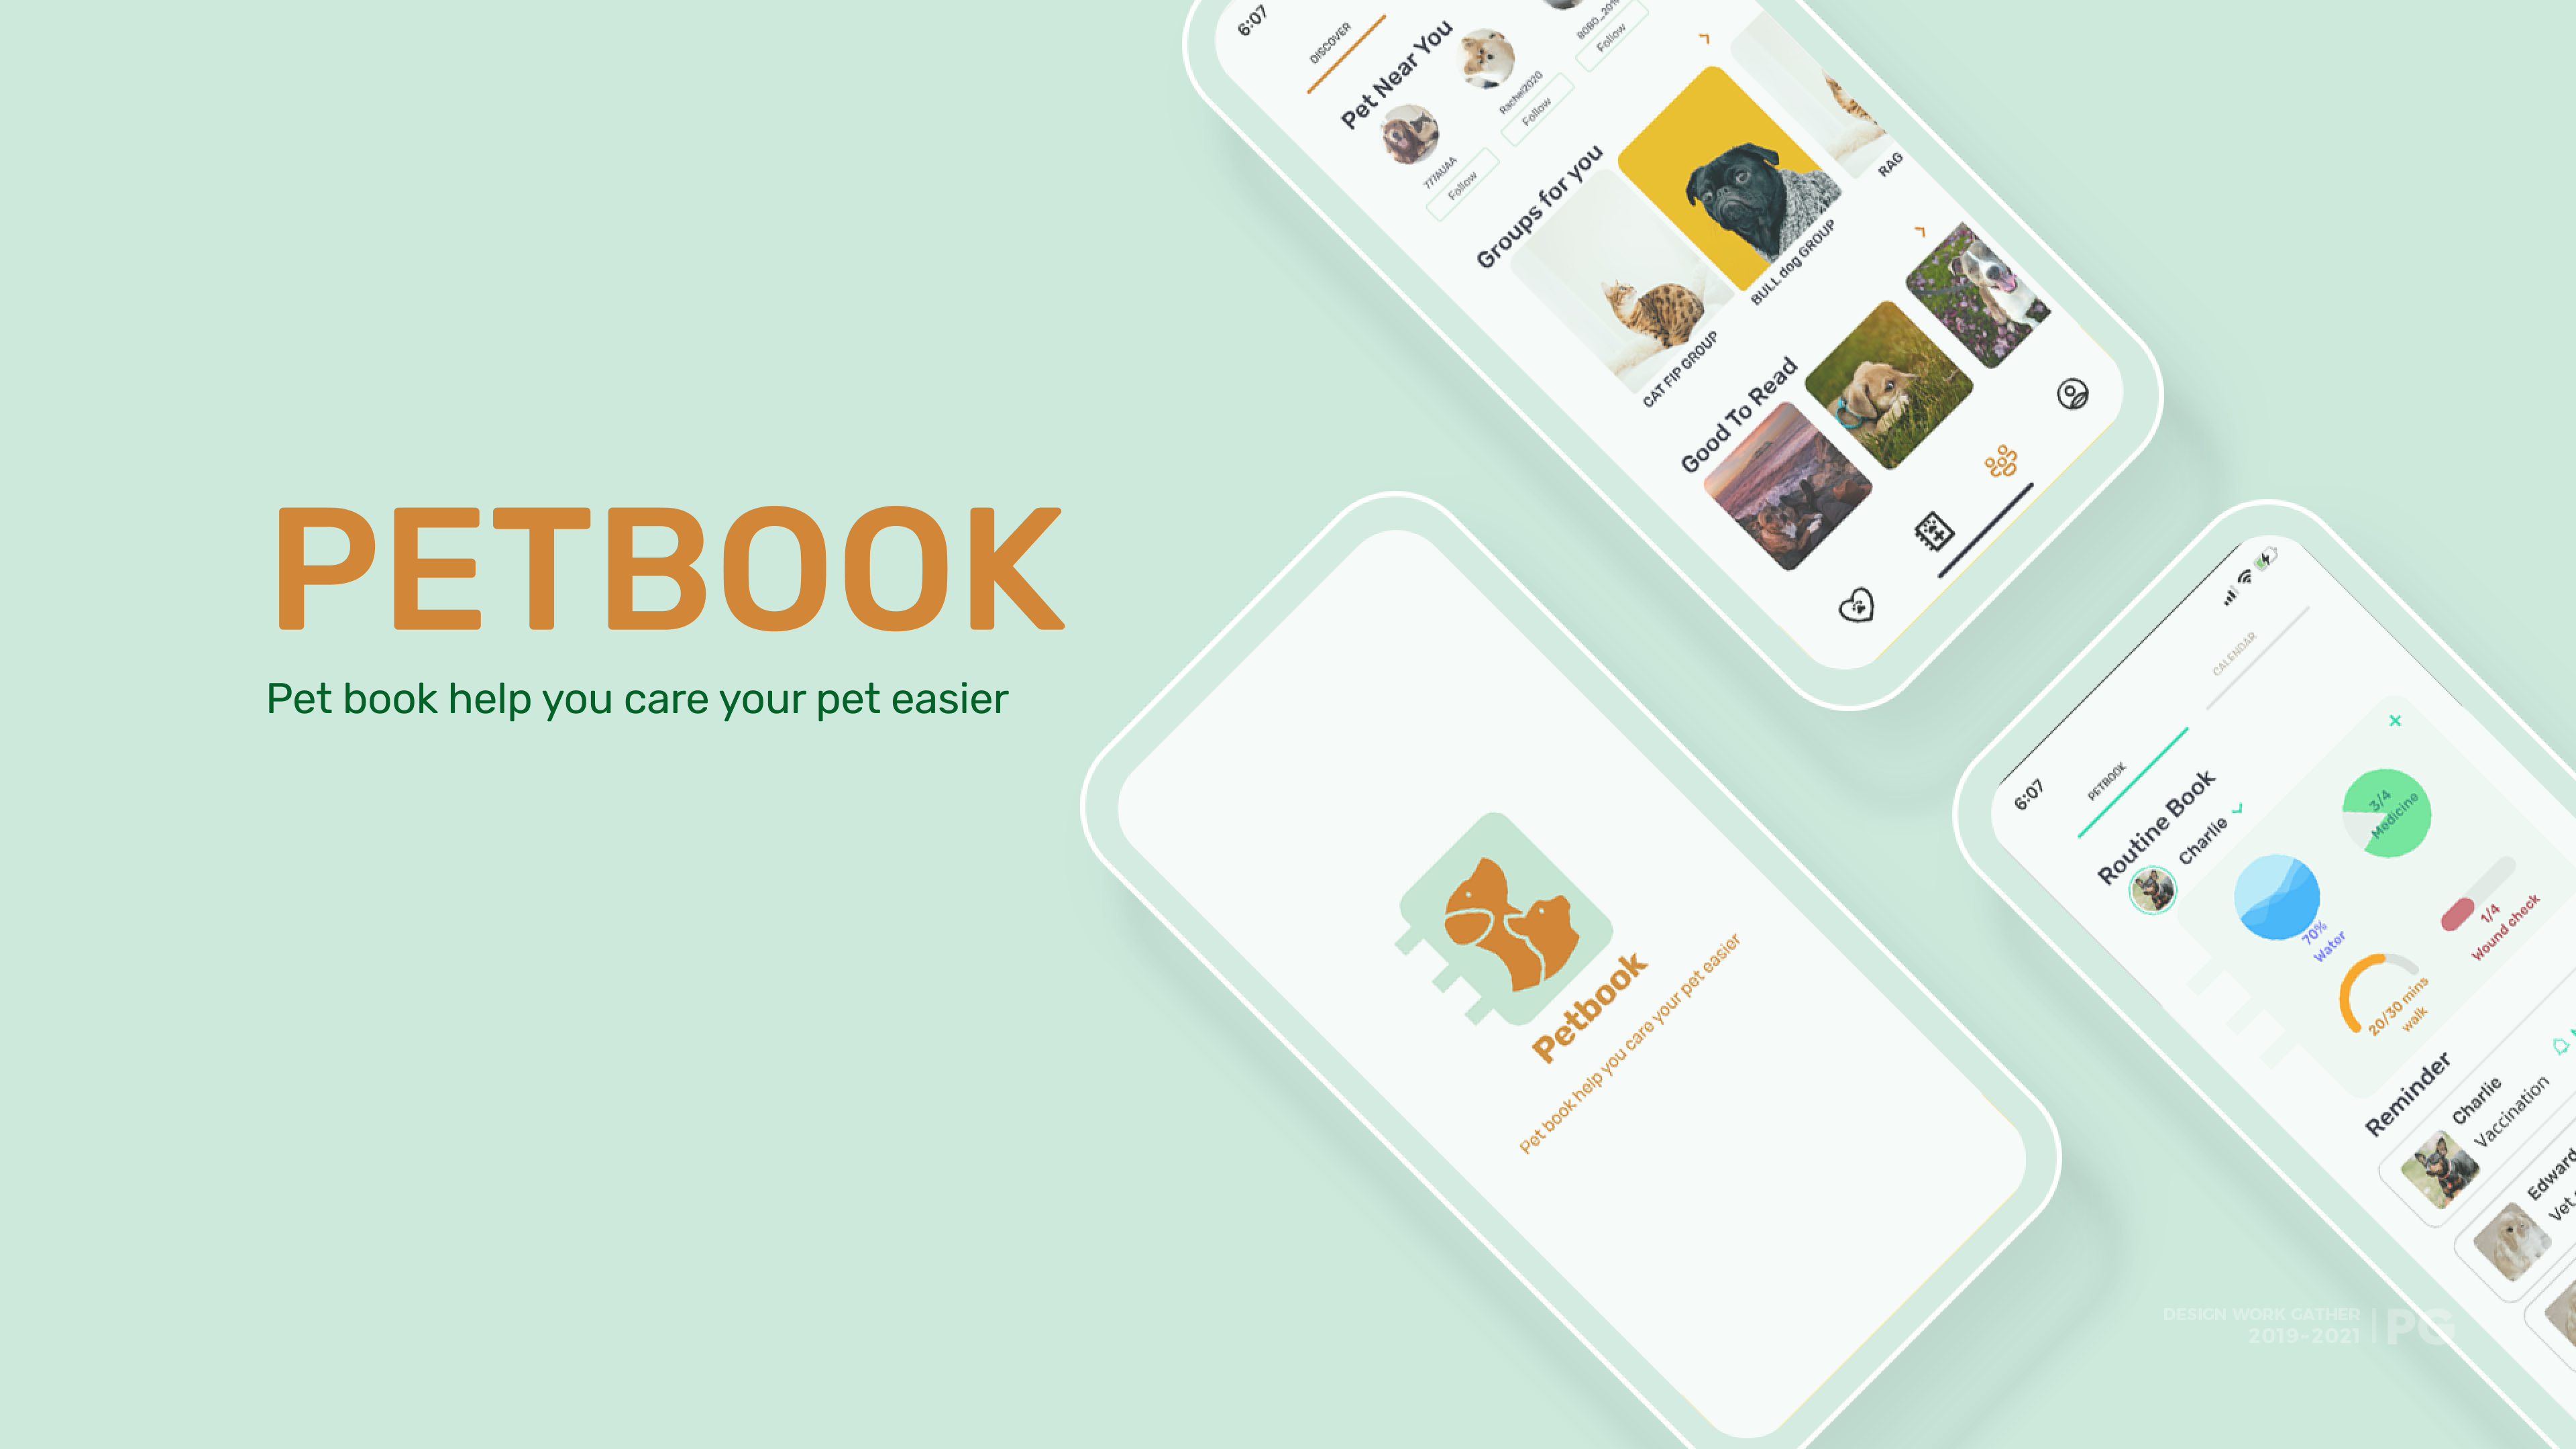 PETBOOK
Pet book help you care your pet easier
6:07
DISCOVER
Pet Near You
777AUAA
Follow
Rachel2020
Follow
Follow
Groups for you
CAT FIP GROUP
BULL dog GROUP
RAG
Good To Read
Petbook
Pet book help you care your pet easier
6:07
PETBOOK
CALENDAR
Routine Book
Charlie
70%
Water
3/4
Medicine
20/30 mins
walk
1/4
Wound check
Reminder
Charlie
Vaccination
Edward
Vet
DESIGN WORK GATHER
2019-2021
PG